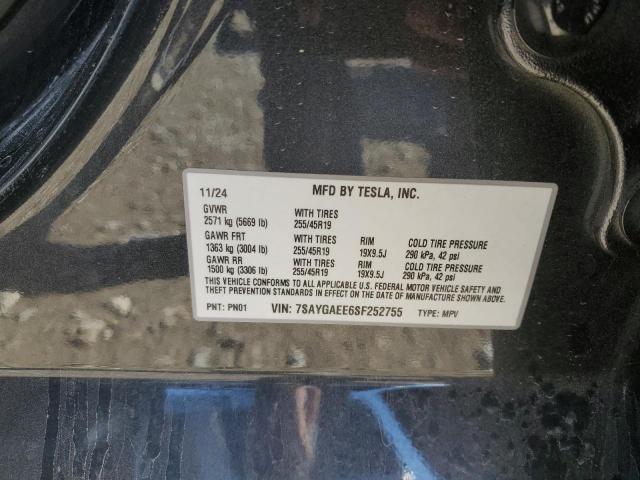 11/24 MFD BY TESLA, INC.
GVWR WITH TIRES
2571 kg (5669 lb) 255/45R19
GAWR FRT WITH TIRES RIM COLD TIRE PRESSURE
1363 kg (3004 lb) 255/45R19 19X9.5J 290 kPa, 42 psi
GAWR RR WITH TIRES RIM COLD TIRE PRESSURE
1500 kg (3306 lb) 255/45R19 19X9.5J 290 kPa, 42 psi
THIS VEHICLE CONFORMS TO ALL APPLICABLE U.S. FEDERAL MOTOR VEHICLE SAFETY AND
THEFT PREVENTION STANDARDS IN EFFECT ON THE DATE OF MANUFACTURE SHOWN ABOVE.
PNT: PN01 VIN: 7SAYGAEE6SF252755 TYPE: MPV